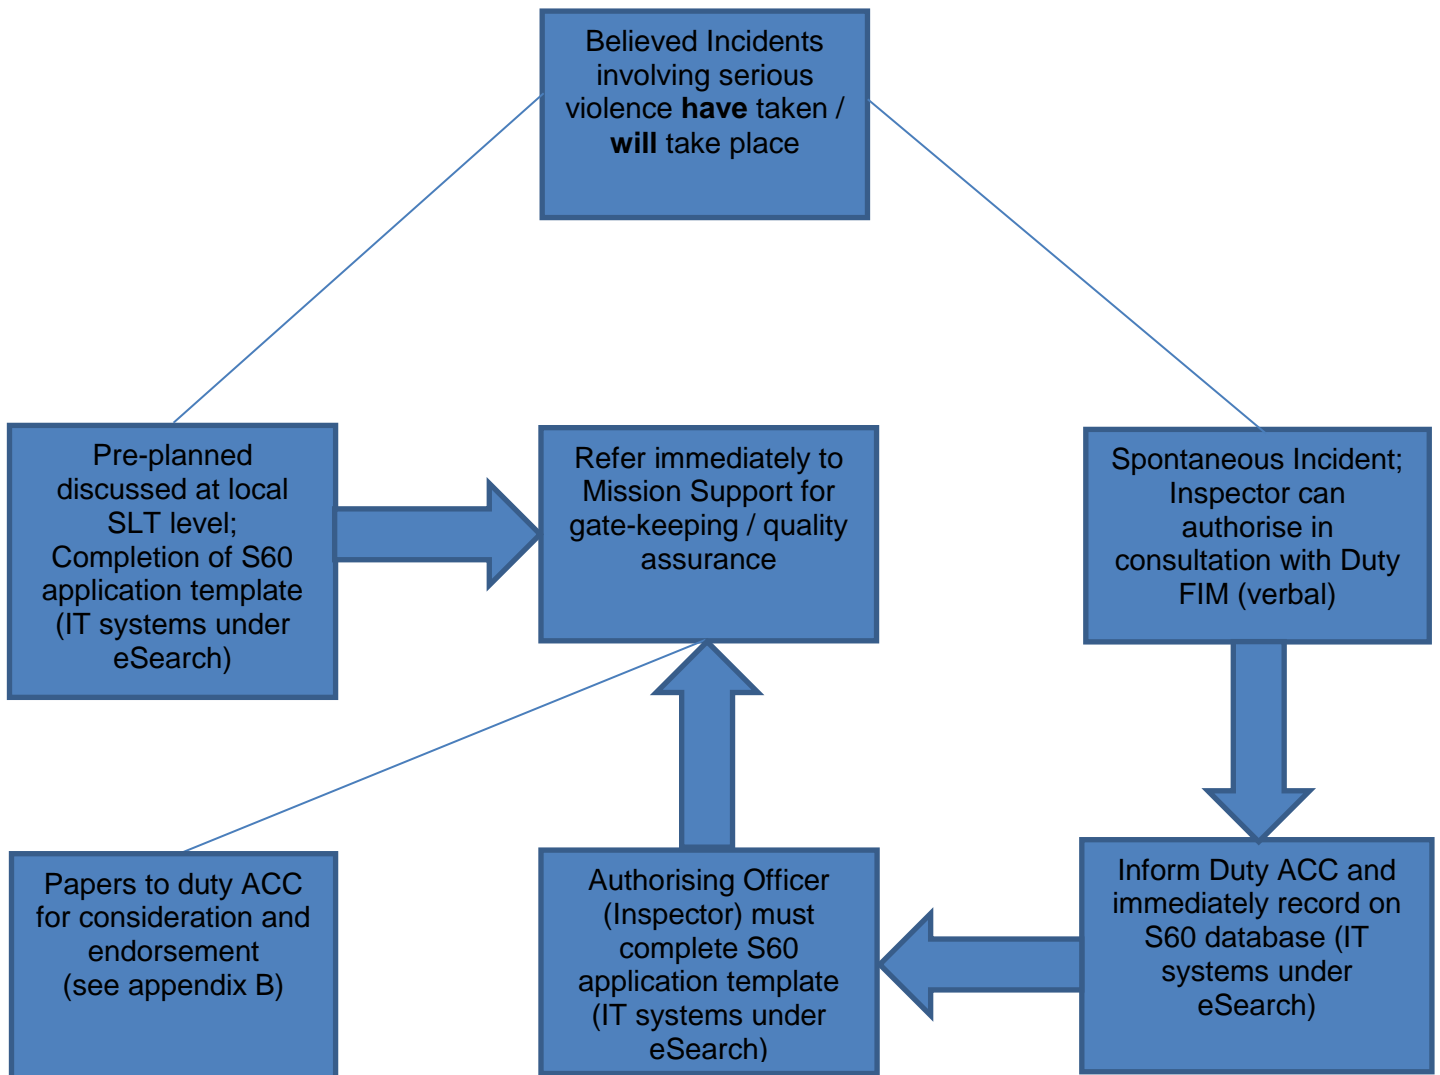 Believed Incidents
involving serious
violence have taken /
will take place
Pre-planned
discussed at local
SLT level;
Completion of S60
application template
(IT systems under
eSearch)
Refer immediately to
Mission Support for
gate-keeping / quality
assurance
Spontaneous Incident;
Inspector can
authorise in
consultation with Duty
FIM (verbal)
Papers to duty ACC
for consideration and
endorsement
(see appendix B)
Authorising Officer
(Inspector) must
complete S60
application template
(IT systems under
eSearch)
Inform Duty ACC and
immediately record on
S60 database (IT
systems under
eSearch)